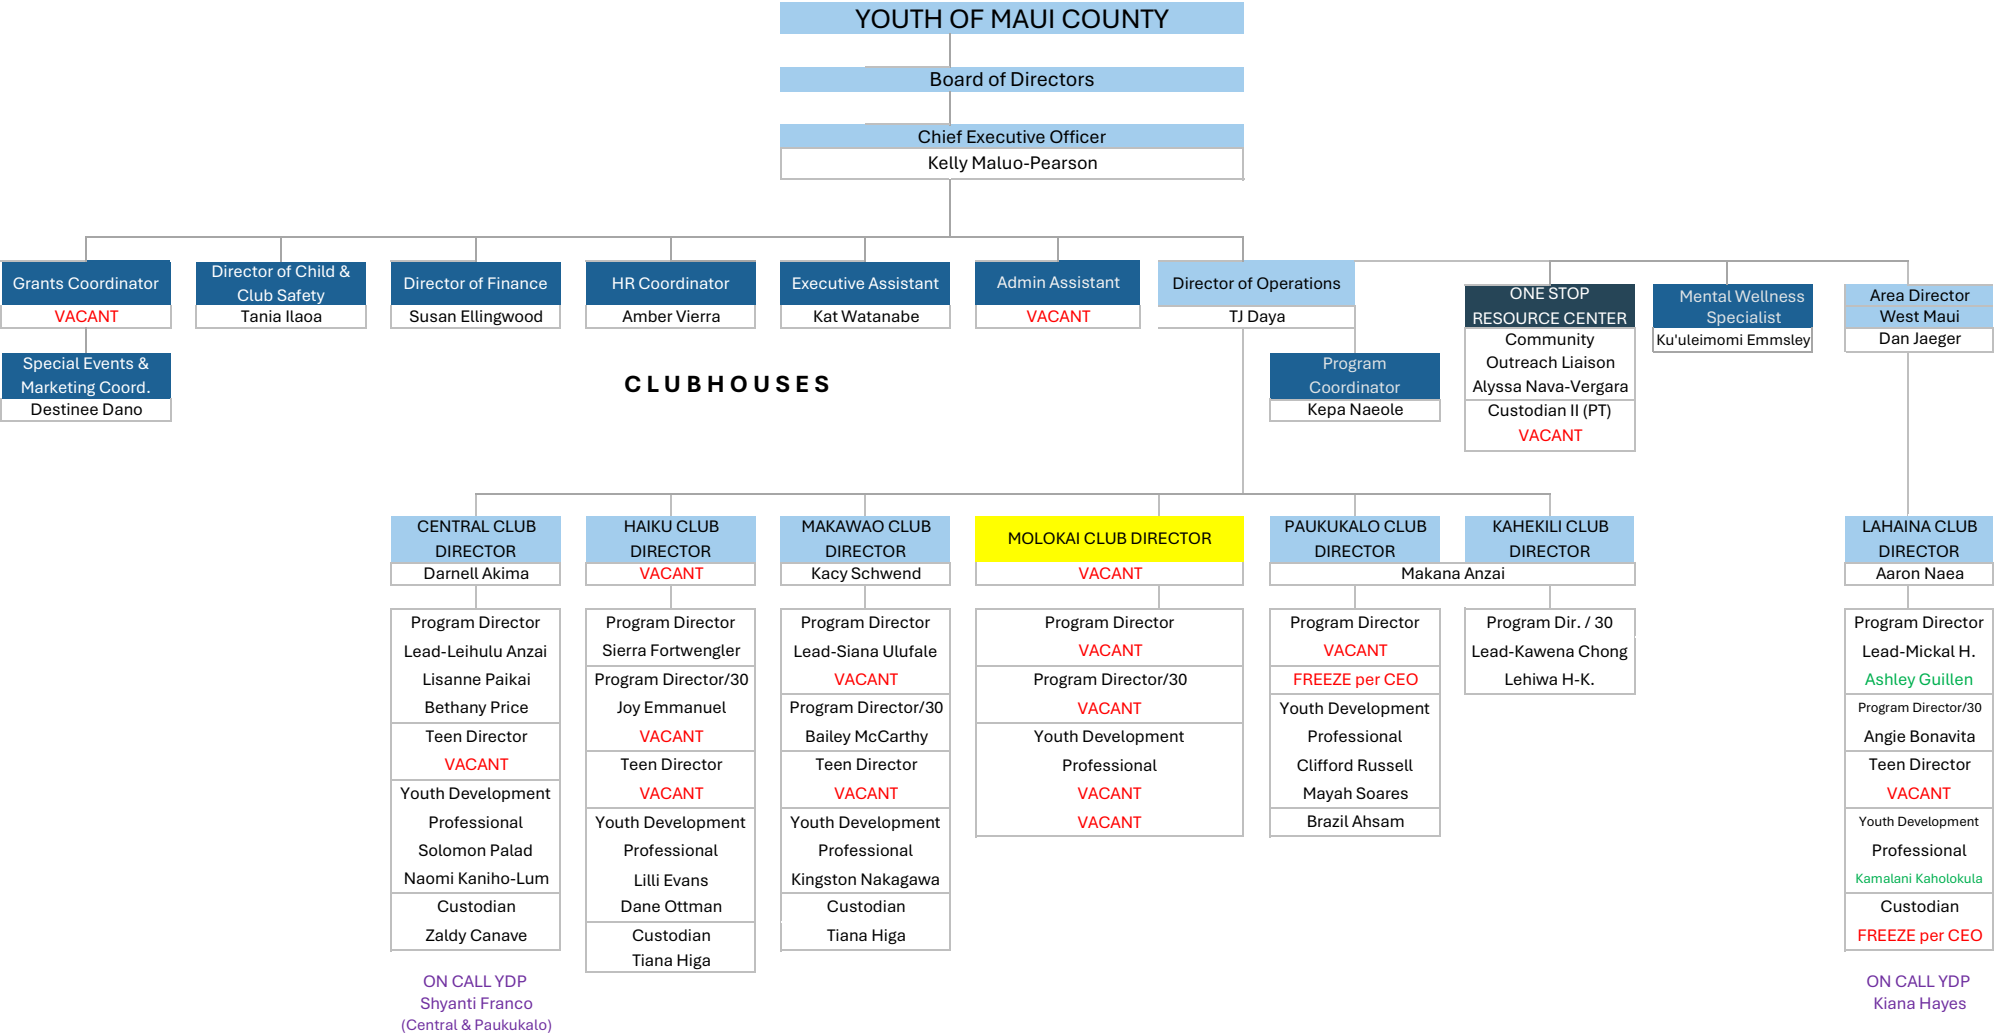 YOUTH OF MAUI COUNTY
Board of Directors
Chief Executive Officer
Kelly Maluo-Pearson
Grants Coordinator
VACANT
Special Events &
Marketing Coord.
Destinee Dano
Director of Child &
Club Safety
Tania Ilaoa
Director of Finance
Susan Ellingwood
HR Coordinator
Amber Vierra
Executive Assistant
Kat Watanabe
Admin Assistant
VACANT
Director of Operations
TJ Daya
Program
Coordinator
Kepa Naeole
ONE STOP
RESOURCE CENTER
Community
Outreach Liaison
Alyssa Nava-Vergara
Custodian II (PT)
VACANT
Mental Wellness
Specialist
Ku'uleimomi Emmsley
Area Director
West Maui
Dan Jaeger
CLUBHOUSES
CENTRAL CLUB
DIRECTOR
Darnell Akima
Program Director
Lead-Leihulu Anzai
Lisanne Paikai
Bethany Price
Teen Director
VACANT
Youth Development
Professional
Solomon Palad
Naomi Kaniho-Lum
Custodian
Zaldy Canave
ON CALL YDP
Shyanti Franco
(Central & Paukukalo)
HAIKU CLUB
DIRECTOR
VACANT
Program Director
Sierra Fortwengler
Program Director/30
Joy Emmanuel
VACANT
Teen Director
VACANT
Youth Development
Professional
Lilli Evans
Dane Ottman
Custodian
Tiana Higa
MAKAWAO CLUB
DIRECTOR
Kacy Schwend
Program Director
Lead-Siana Ulufale
VACANT
Program Director/30
Bailey McCarthy
Teen Director
VACANT
Youth Development
Professional
Kingston Nakagawa
Custodian
Tiana Higa
MOLOKAI CLUB DIRECTOR
VACANT
Program Director
VACANT
Program Director/30
VACANT
Youth Development
Professional
VACANT
VACANT
PAUKUKALO CLUB
DIRECTOR
KAHEKILI CLUB
DIRECTOR
Makana Anzai
Program Director
VACANT
FREEZE per CEO
Youth Development
Professional
Clifford Russell
Mayah Soares
Brazil Ahsam
Program Dir. / 30
Lead-Kawena Chong
Lehiwa H-K.
LAHAINA CLUB
DIRECTOR
Aaron Naea
Program Director
Lead-Mickal H.
Ashley Guillen
Program Director/30
Angie Bonavita
Teen Director
VACANT
Youth Development
Professional
Kamalani Kaholokula
Custodian
FREEZE per CEO
ON CALL YDP
Kiana Hayes